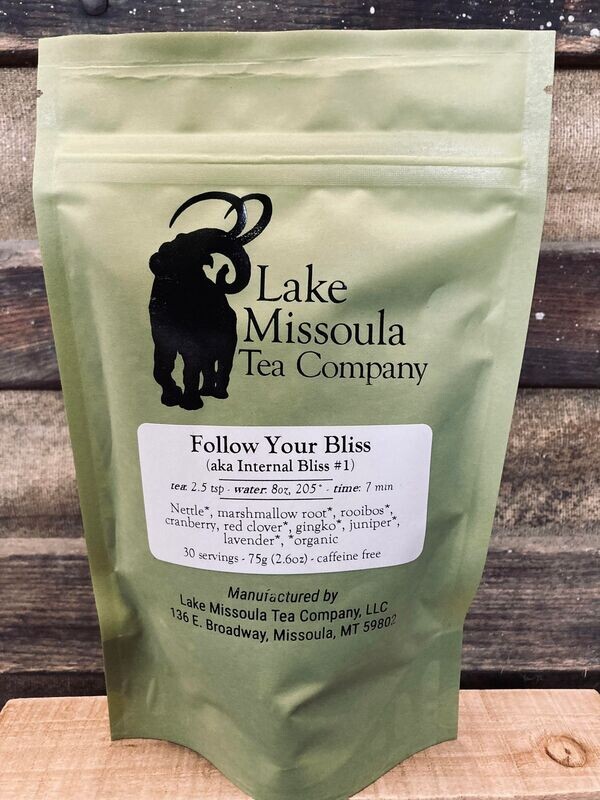 Lake
Missoula
Tea Company
Follow Your Bliss
(aka Internal Bliss #1)
tea: 2.5 tsp - water: 8oz, 205° - time: 7 min
Nettle*, marshmallow root*, rooibos*,
cranberry, red clover*, gingko*, juniper*,
lavender*, *organic
30 servings - 75g (2.6oz) - caffeine free
Manufactured by
Lake Missoula Tea Company, LLC
136 E. Broadway, Missoula, MT 59802